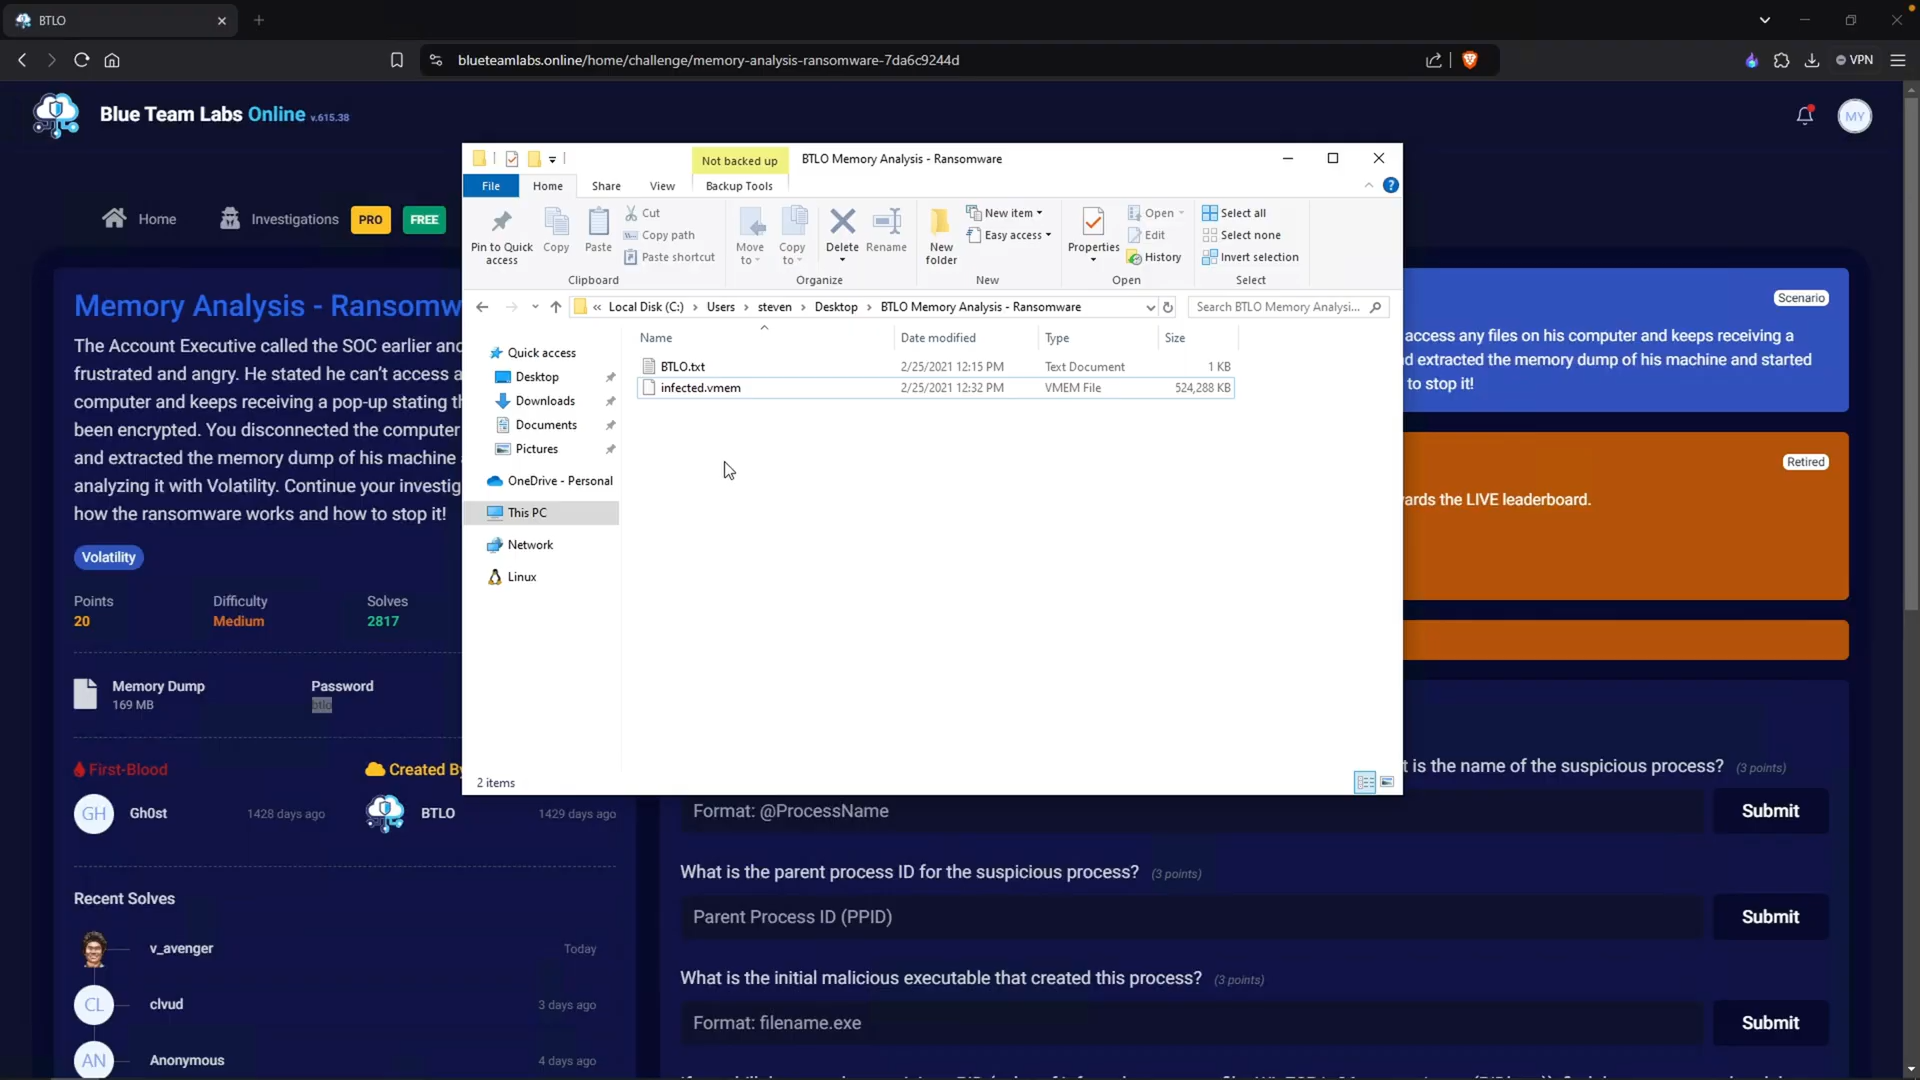 BTLO
blueteamlabs.online/home/challenge/memory-analysis-ransomware-7da6c9244d
VPN
Blue Team Labs Online v.615.38
MY
Home
Investigations
PRO
FREE
Not backed up
BTLO Memory Analysis - Ransomware
File
Home
Share
View
Backup Tools
Pin to Quick access
Copy
Paste
Cut
Copy path
Paste shortcut
Clipboard
Move to
Copy to
Delete
Rename
Organize
New folder
New item
Easy access
New
Properties
Open
Edit
History
Open
Select all
Select none
Invert selection
Select
« Local Disk (C:) › Users › steven › Desktop › BTLO Memory Analysis - Ransomware
Search BTLO Memory Analysi...
Name
Date modified
Type
Size
Quick access
Desktop
Downloads
Documents
Pictures
OneDrive - Personal
This PC
Network
Linux
BTLO.txt 2/25/2021 12:15 PM Text Document 1 KB
infected.vmem 2/25/2021 12:32 PM VMEM File 524,288 KB
2 items
Memory Analysis - Ransomw
The Account Executive called the SOC earlier and
frustrated and angry. He stated he can't access a
computer and keeps receiving a pop-up stating th
been encrypted. You disconnected the computer
and extracted the memory dump of his machine
analyzing it with Volatility. Continue your investig
how the ransomware works and how to stop it!
Volatility
Points
20
Difficulty
Medium
Solves
2817
Memory Dump
169 MB
Password
btlo
First-Blood
GH
Gh0st
1428 days ago
Created By
BTLO
1429 days ago
Recent Solves
v_avenger
Today
CL
clvud
3 days ago
AN
Anonymous
4 days ago
Scenario
access any files on his computer and keeps receiving a
d extracted the memory dump of his machine and started
to stop it!
Retired
ards the LIVE leaderboard.
t is the name of the suspicious process? (3 points)
Format: @ProcessName
Submit
What is the parent process ID for the suspicious process? (3 points)
Parent Process ID (PPID)
Submit
What is the initial malicious executable that created this process? (3 points)
Format: filename.exe
Submit